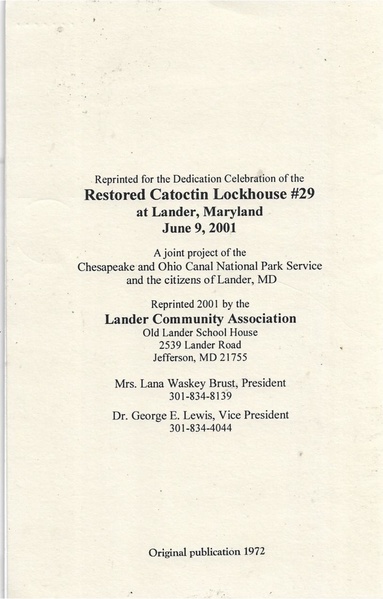 Reprinted for the Dedication Celebration of the
Restored Catoctin Lockhouse #29
at Lander, Maryland
June 9, 2001
A joint project of the
Chesapeake and Ohio Canal National Park Service
and the citizens of Lander, MD
Reprinted 2001 by the
Lander Community Association
Old Lander School House
2539 Lander Road
Jefferson, MD 21755
Mrs. Lana Waskey Brust, President
301-834-8139
Dr. George E. Lewis, Vice President
301-834-4044
Original publication 1972